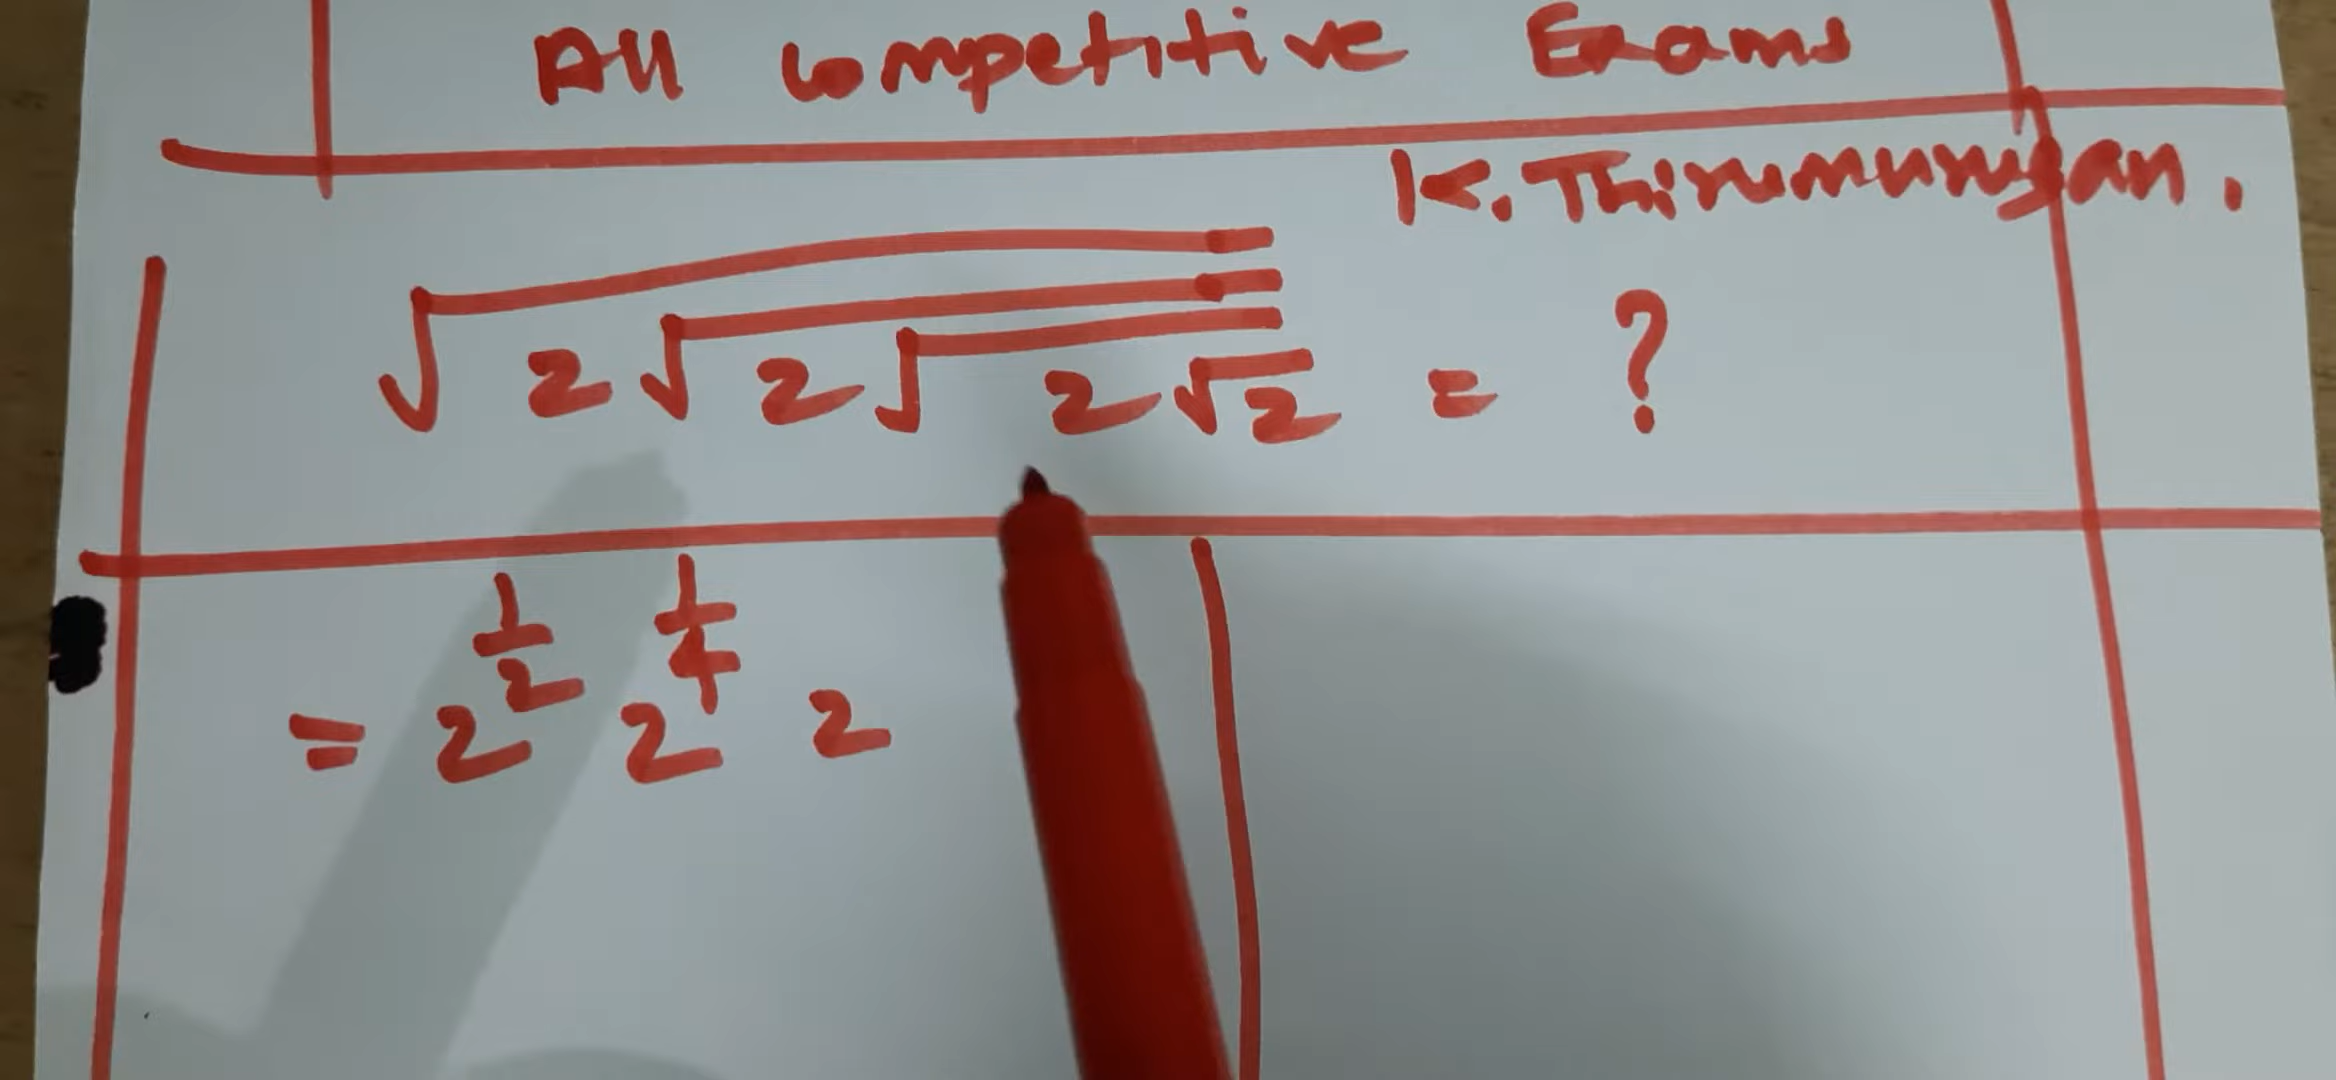 All Competitive Exams
K. Thirumurugan.
√2√2√2√2 = ?
= 2^1/2 2^1/4 2